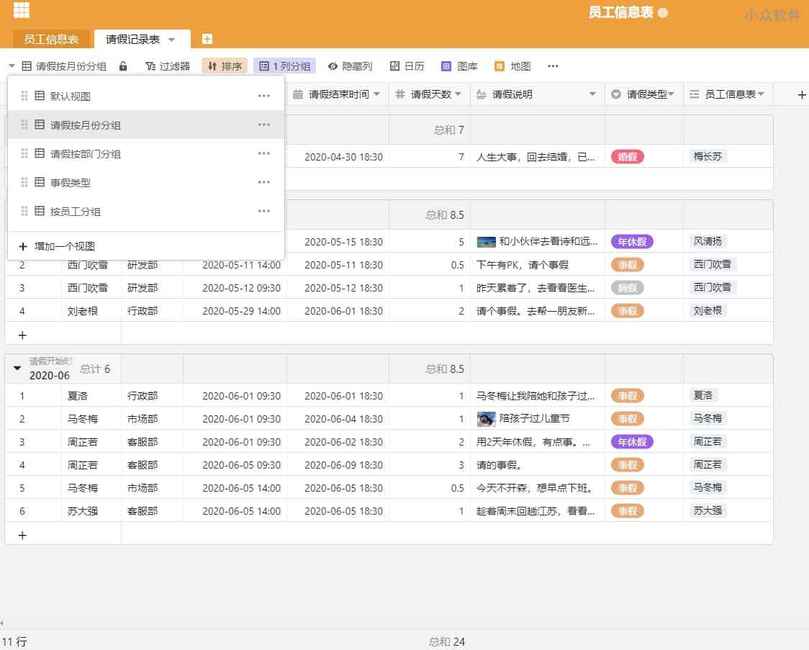 员工信息表
小众软件
员工信息表 请假记录表
请假按月份分组 过滤器 排序 1 列分组 隐藏列 日历 图库 地图 ...
默认视图 ...
请假按月份分组 ...
请假按部门分组 ...
事假类型 ...
按员工分组 ...
+ 增加一个视图
请假结束时间 # 请假天数 请假说明 请假类型 员工信息表 +
总和 7
2020-04-30 18:30 7 人生大事，回去结婚，已... 婚假 梅长苏
总和 8.5
2020-05-15 18:30 5 和小伙伴去看诗和远... 年休假 风清扬
2 西门吹雪 研发部 2020-05-11 14:00 2020-05-11 18:30 0.5 下午有PK，请个事假 事假 西门吹雪
3 西门吹雪 研发部 2020-05-12 09:30 2020-05-12 18:30 1 昨天累着了，去看看医生... 病假 西门吹雪
4 刘老根 行政部 2020-05-29 14:00 2020-06-01 18:30 2 请个事假。去帮一朋友新... 事假 刘老根
+
请假开始时
2020-06 总计 6 总和 8.5
1 夏洛 行政部 2020-06-01 09:30 2020-06-01 18:30 1 马冬梅让我陪她和孩子过... 事假 夏洛
2 马冬梅 市场部 2020-06-01 09:30 2020-06-04 18:30 1 陪孩子过儿童节 事假 马冬梅
3 周芷若 客服部 2020-06-01 09:30 2020-06-02 18:30 2 用2天年休假，有点事。... 年休假 周芷若
4 周芷若 客服部 2020-06-05 09:30 2020-06-09 18:30 3 请的事假。 事假 周芷若
5 马冬梅 市场部 2020-06-05 14:00 2020-06-05 18:30 0.5 今天不开森，想早点下班。 事假 马冬梅
6 苏大强 客服部 2020-06-05 14:00 2020-06-05 18:30 1 趁着周末回趟江苏，看看... 事假 苏大强
+
11 行 总和 24